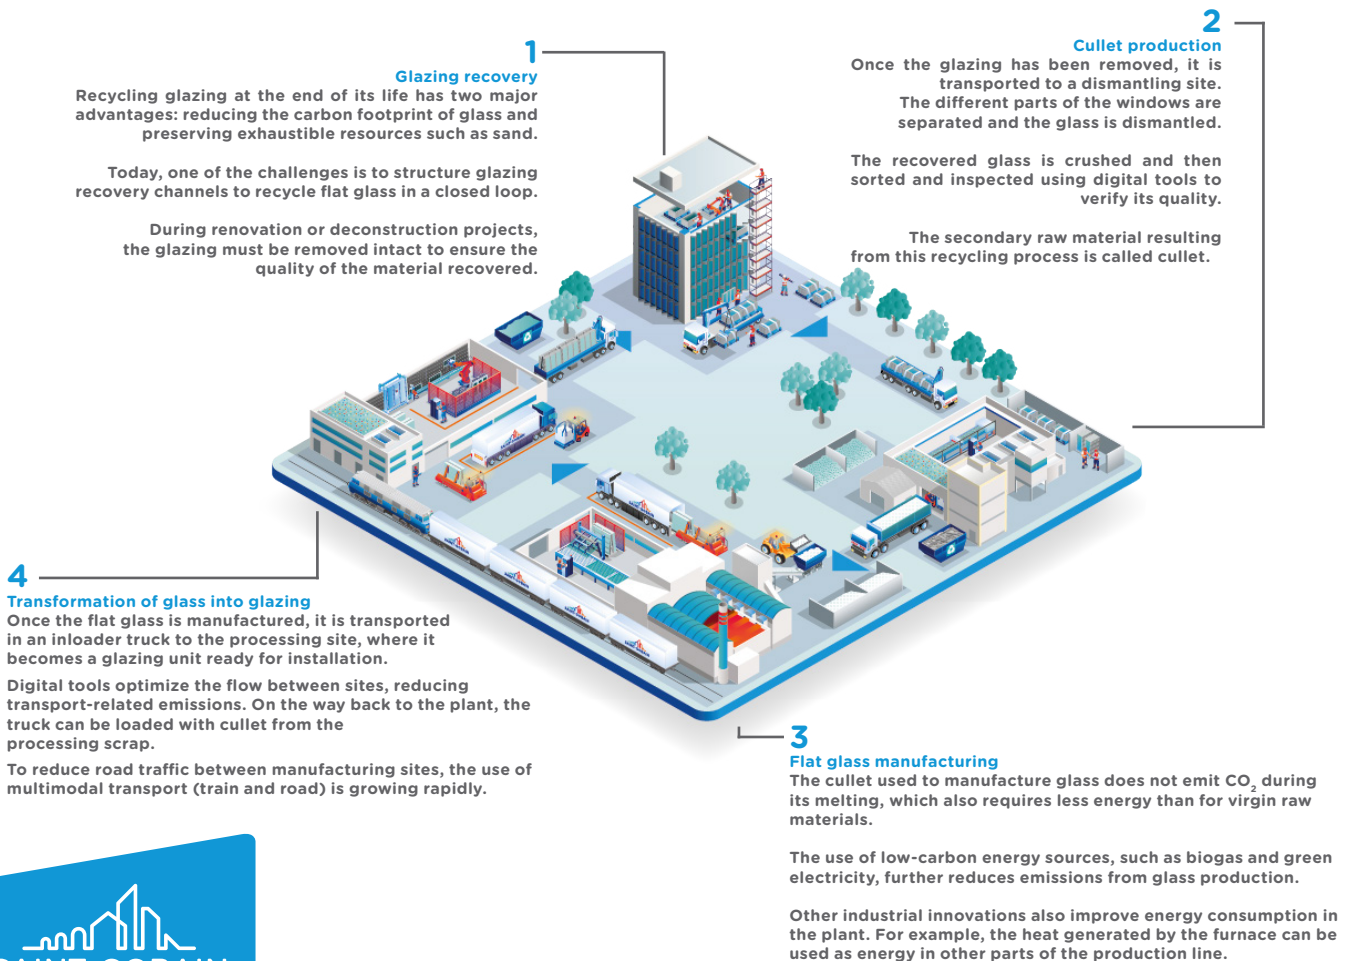 1
Glazing recovery
Recycling glazing at the end of its life has two major
advantages: reducing the carbon footprint of glass and
preserving exhaustible resources such as sand.
Today, one of the challenges is to structure glazing
recovery channels to recycle flat glass in a closed loop.
During renovation or deconstruction projects,
the glazing must be removed intact to ensure the
quality of the material recovered.
2
Cullet production
Once the glazing has been removed, it is
transported to a dismantling site.
The different parts of the windows are
separated and the glass is dismantled.
The recovered glass is crushed and then
sorted and inspected using digital tools to
verify its quality.
The secondary raw material resulting
from this recycling process is called cullet.
3
Flat glass manufacturing
The cullet used to manufacture glass does not emit CO₂ during
its melting, which also requires less energy than for virgin raw
materials.
The use of low-carbon energy sources, such as biogas and green
electricity, further reduces emissions from glass production.
Other industrial innovations also improve energy consumption in
the plant. For example, the heat generated by the furnace can be
used as energy in other parts of the production line.
4
Transformation of glass into glazing
Once the flat glass is manufactured, it is transported
in an inloader truck to the processing site, where it
becomes a glazing unit ready for installation.
Digital tools optimize the flow between sites, reducing
transport-related emissions. On the way back to the plant, the
truck can be loaded with cullet from the
processing scrap.
To reduce road traffic between manufacturing sites, the use of
multimodal transport (train and road) is growing rapidly.